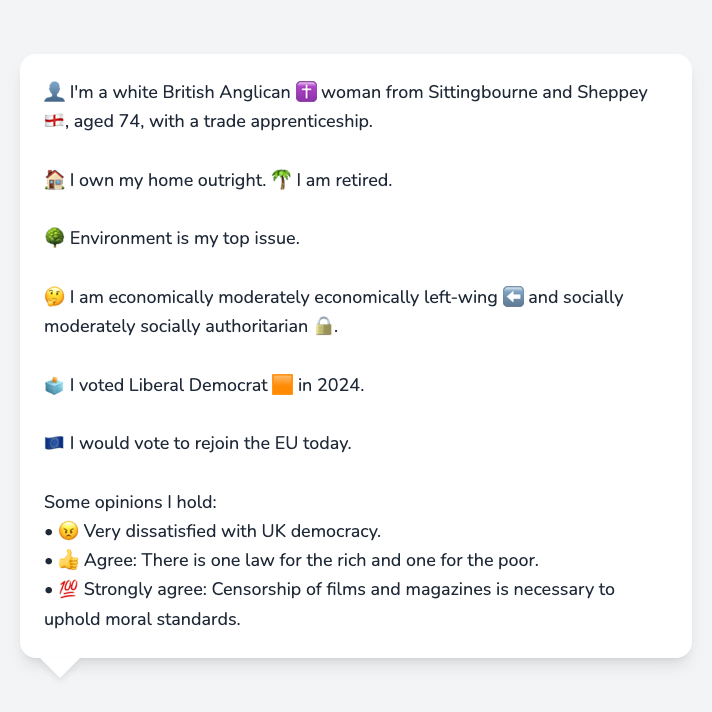 👤 I'm a white British Anglican ✝️ woman from Sittingbourne and Sheppey
🏴󠁧󠁢󠁥󠁮󠁧󠁿, aged 74, with a trade apprenticeship.
🏠 I own my home outright. 🌴 I am retired.
🌳 Environment is my top issue.
🤔 I am economically moderately economically left-wing ⬅️ and socially
moderately socially authoritarian 🔒.
🗳️ I voted Liberal Democrat 🟧 in 2024.
🇪🇺 I would vote to rejoin the EU today.
Some opinions I hold:
• 😠 Very dissatisfied with UK democracy.
• 👍 Agree: There is one law for the rich and one for the poor.
• 💯 Strongly agree: Censorship of films and magazines is necessary to
uphold moral standards.